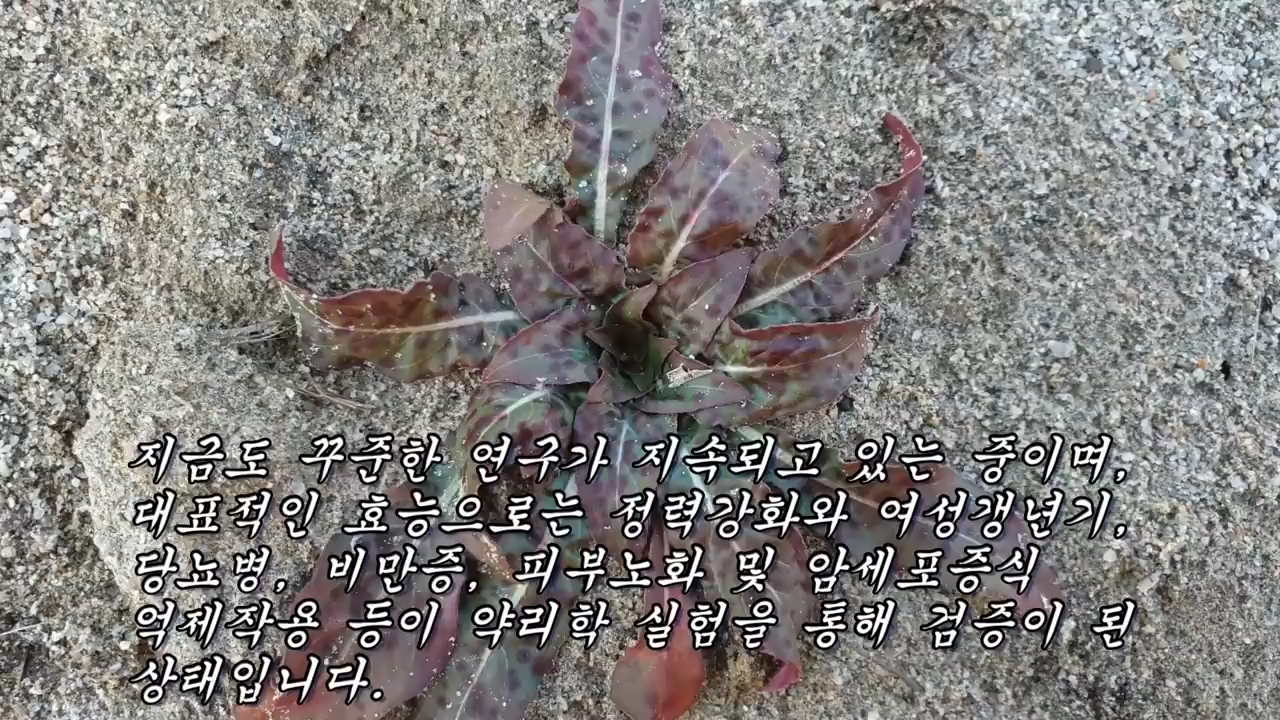 지금도 꾸준한 연구가 지속되고 있는 중이며,
대표적인 효능으로는 정력강화와 여성갱년기,
당뇨병, 비만증, 피부노화 및 암세포증식
억제작용 등이 약리학 실험을 통해 검증이 된
상태입니다.